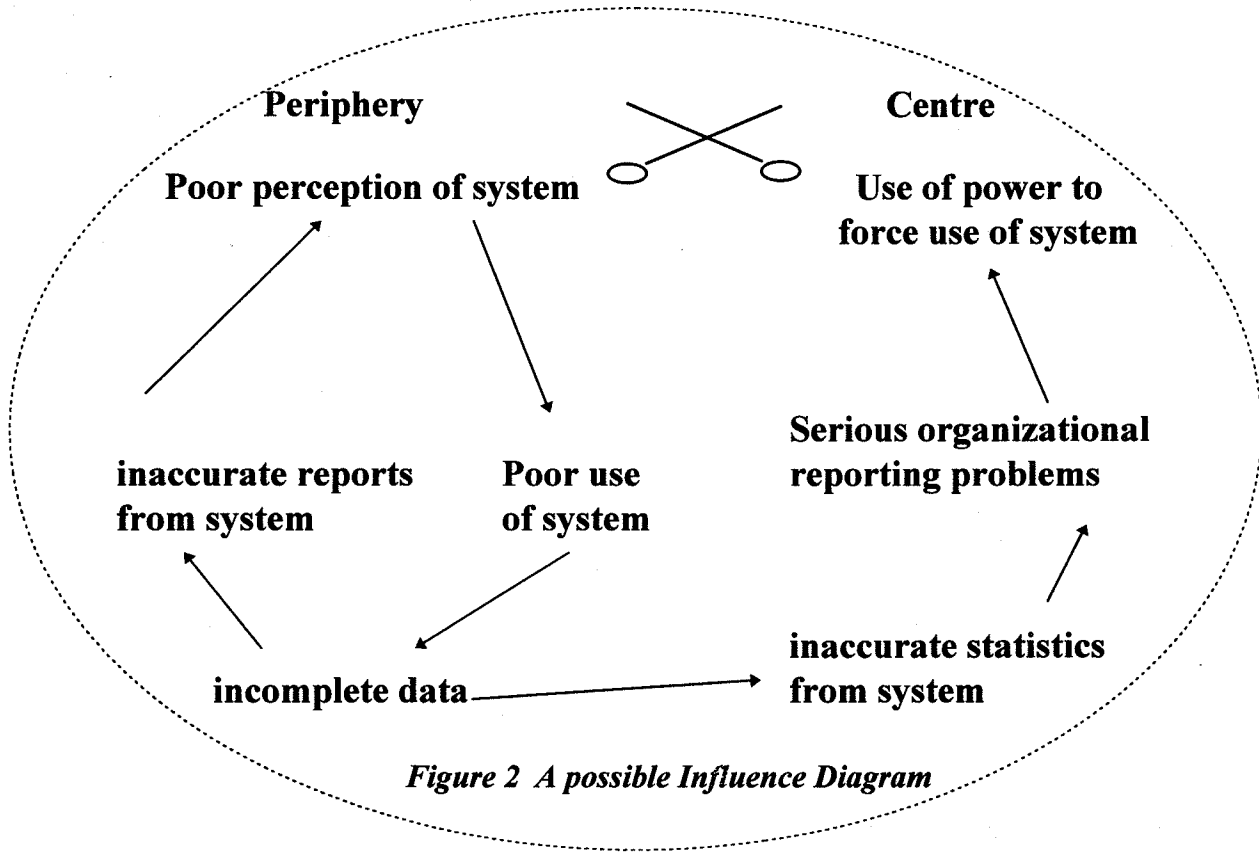 Periphery
Centre
Poor perception of system
Use of power to
force use of system
Serious organizational
reporting problems
inaccurate reports
from system
Poor use
of system
inaccurate statistics
from system
incomplete data
Figure 2 A possible Influence Diagram